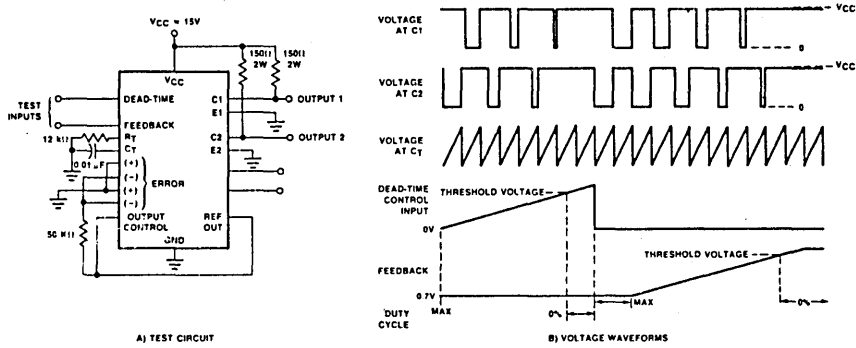 VCC = 15V
150Ω 2W
150Ω 2W
VCC
TEST INPUTS
DEAD-TIME
FEEDBACK
12 kΩ
RT
CT
0.01µF
(+)
(−)
(+)
(−)
ERROR
OUTPUT CONTROL
50 KΩ
GND
REF OUT
C1
E1
C2
E2
OUTPUT 1
OUTPUT 2
A) TEST CIRCUIT
VOLTAGE AT C1
VCC
0
VOLTAGE AT C2
VCC
0
VOLTAGE AT CT
DEAD-TIME CONTROL INPUT
THRESHOLD VOLTAGE
0V
FEEDBACK
THRESHOLD VOLTAGE
0.7V
DUTY CYCLE
MAX
0%
MAX
0%
B) VOLTAGE WAVEFORMS